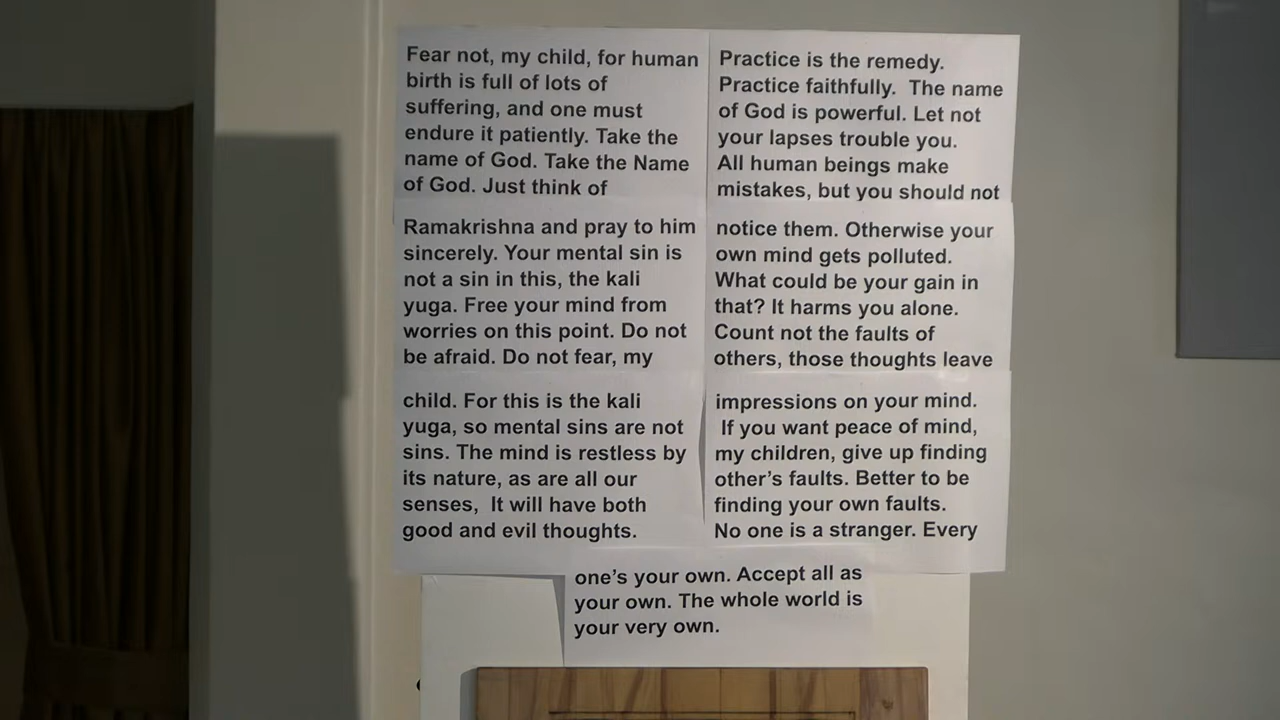 Fear not, my child, for human
birth is full of lots of
suffering, and one must
endure it patiently. Take the
name of God. Take the Name
of God. Just think of
Ramakrishna and pray to him
sincerely. Your mental sin is
not a sin in this, the kali
yuga. Free your mind from
worries on this point. Do not
be afraid. Do not fear, my
child. For this is the kali
yuga, so mental sins are not
sins. The mind is restless by
its nature, as are all our
senses,  It will have both
good and evil thoughts.
Practice is the remedy.
Practice faithfully.  The name
of God is powerful. Let not
your lapses trouble you.
All human beings make
mistakes, but you should not
notice them. Otherwise your
own mind gets polluted.
What could be your gain in
that? It harms you alone.
Count not the faults of
others, those thoughts leave
impressions on your mind.
If you want peace of mind,
my children, give up finding
other’s faults. Better to be
finding your own faults.
No one is a stranger. Every
one’s your own. Accept all as
your own. The whole world is
your very own.